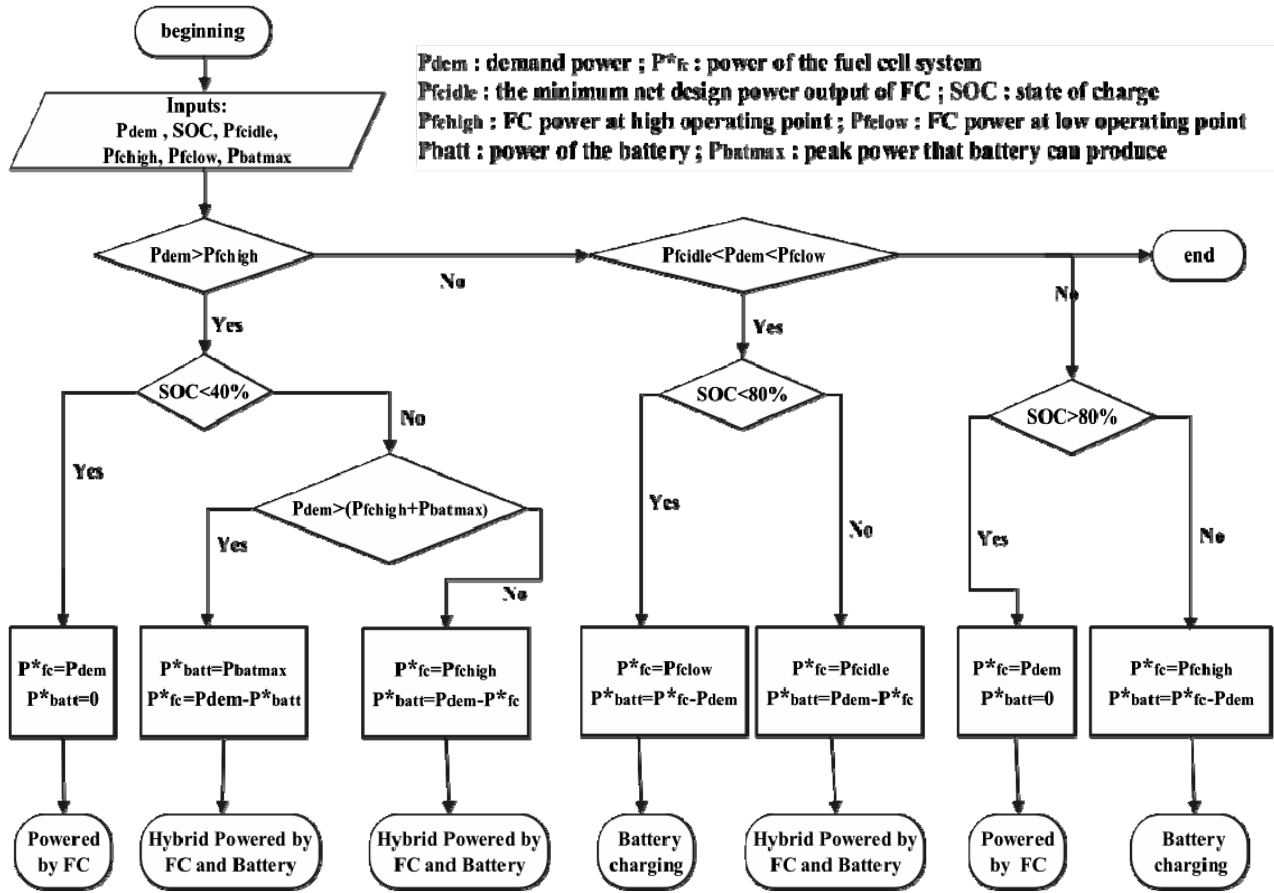 beginning
Pdem : demand power ; P*fc : power of the fuel cell system
Pfcidle : the minimum net design power output of FC ; SOC : state of charge
Pfchigh : FC power at high operating point ; Pfclow : FC power at low operating point
Pbatt : power of the battery ; Pbatmax : peak power that battery can produce
Inputs:
Pdem , SOC, Pfcidle,
Pfchigh, Pfclow, Pbatmax
Pdem>Pfchigh
No
Pfcidle<Pdem<Pfclow
No
end
Yes
Yes
SOC<40%
No
SOC<80%
SOC>80%
Yes
Pdem>(Pfchigh+Pbatmax)
Yes
No
Yes
No
Yes
No
P*fc=Pdem
P*batt=0
P*batt=Pbatmax
P*fc=Pdem-P*batt
P*fc=Pfchigh
P*batt=Pdem-P*fc
P*fc=Pfclow
P*batt=P*fc-Pdem
P*fc=Pfcidle
P*batt=Pdem-P*fc
P*fc=Pdem
P*batt=0
P*fc=Pfchigh
P*batt=P*fc-Pdem
Powered
by FC
Hybrid Powered by
FC and Battery
Hybrid Powered by
FC and Battery
Battery
charging
Hybrid Powered by
FC and Battery
Powered
by FC
Battery
charging